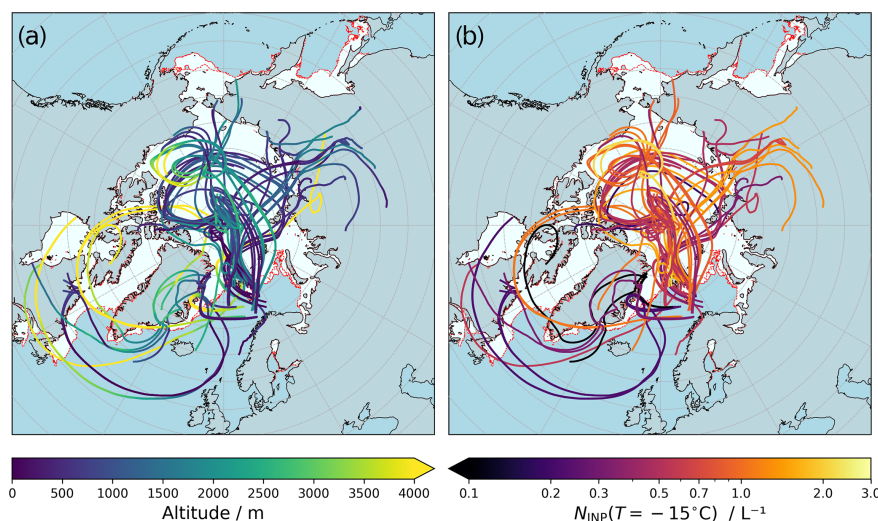 (a)
(b)
0 500 1000 1500 2000 2500 3000 3500 4000
Altitude / m
0.1 0.2 0.3 0.5 0.7 1.0 2.0 3.0
N_INP(T = −15°C) / L⁻¹